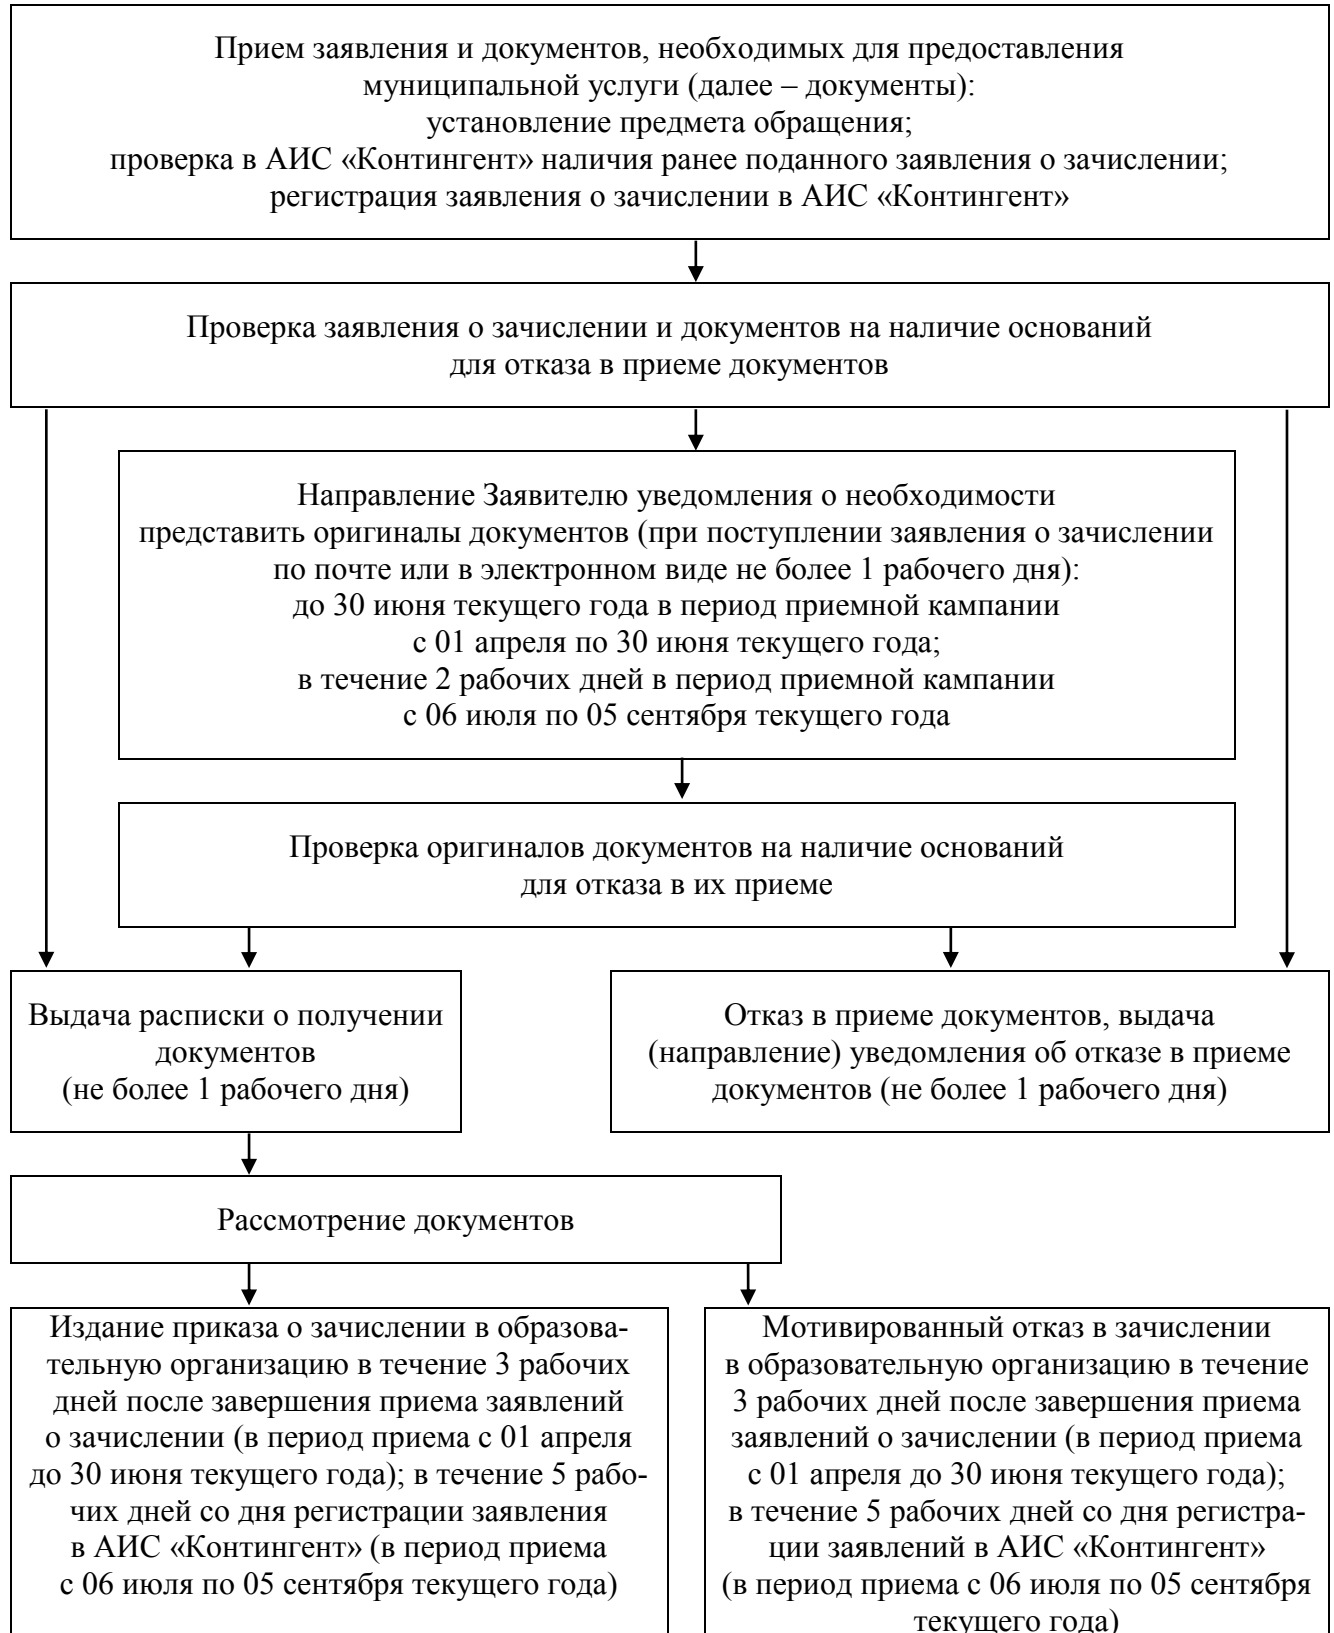 Прием заявления и документов, необходимых для предоставления
муниципальной услуги (далее – документы):
установление предмета обращения;
проверка в АИС «Контингент» наличия ранее поданного заявления о зачислении;
регистрация заявления о зачислении в АИС «Контингент»
Проверка заявления о зачислении и документов на наличие оснований
для отказа в приеме документов
Направление Заявителю уведомления о необходимости
представить оригиналы документов (при поступлении заявления о зачислении
по почте или в электронном виде не более 1 рабочего дня):
до 30 июня текущего года в период приемной кампании
с 01 апреля по 30 июня текущего года;
в течение 2 рабочих дней в период приемной кампании
с 06 июля по 05 сентября текущего года
Проверка оригиналов документов на наличие оснований
для отказа в их приеме
Выдача расписки о получении
документов
(не более 1 рабочего дня)
Отказ в приеме документов, выдача
(направление) уведомления об отказе в приеме
документов (не более 1 рабочего дня)
Рассмотрение документов
Издание приказа о зачислении в образова-
тельную организацию в течение 3 рабочих
дней после завершения приема заявлений
о зачислении (в период приема с 01 апреля
до 30 июня текущего года); в течение 5 рабо-
чих дней со дня регистрации заявления
в АИС «Контингент» (в период приема
с 06 июля по 05 сентября текущего года)
Мотивированный отказ в зачислении
в образовательную организацию в течение
3 рабочих дней после завершения приема
заявлений о зачислении (в период приема
с 01 апреля до 30 июня текущего года);
в течение 5 рабочих дней со дня регистра-
ции заявлений в АИС «Контингент»
(в период приема с 06 июля по 05 сентября
текущего года)